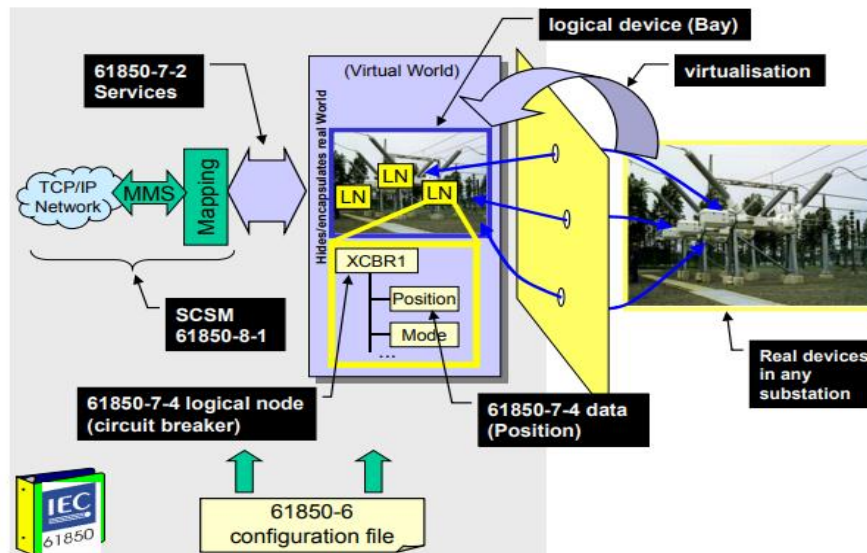 logical device (Bay)
61850-7-2
Services
(Virtual World)
virtualisation
Hides/encapsulates real World
TCP/IP
Network
MMS
Mapping
LN
LN
LN
XCBR1
Position
Mode
...
SCSM
61850-8-1
Real devices
in any
substation
61850-7-4 logical node
(circuit breaker)
61850-7-4 data
(Position)
IEC
61850
61850-6
configuration file